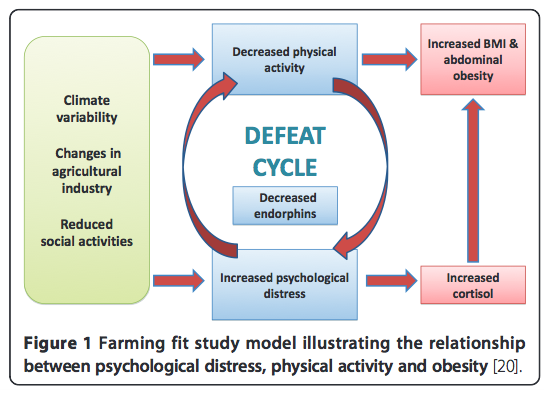 Climate
variability
Changes in
agricultural
industry
Reduced
social activities
Decreased physical
activity
Increased BMI &
abdominal
obesity
DEFEAT
CYCLE
Decreased
endorphins
Increased psychological
distress
Increased
cortisol
Figure 1 Farming fit study model illustrating the relationship
between psychological distress, physical activity and obesity [20].